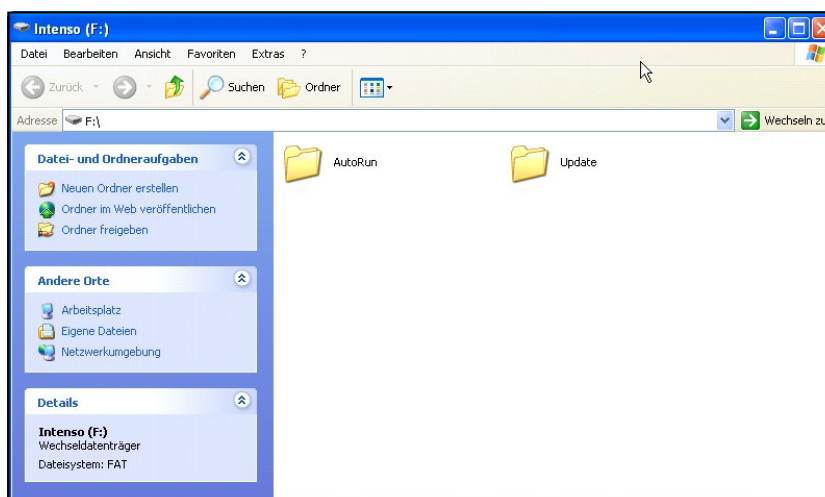 Intenso (F:)
Datei Bearbeiten Ansicht Favoriten Extras ?
Zurück Suchen Ordner
Adresse F:\ Wechseln zu
Datei- und Ordneraufgaben
Neuen Ordner erstellen
Ordner im Web veröffentlichen
Ordner freigeben
Andere Orte
Arbeitsplatz
Eigene Dateien
Netzwerkumgebung
Details
Intenso (F:)
Wechseldatenträger
Dateisystem: FAT
AutoRun
Update